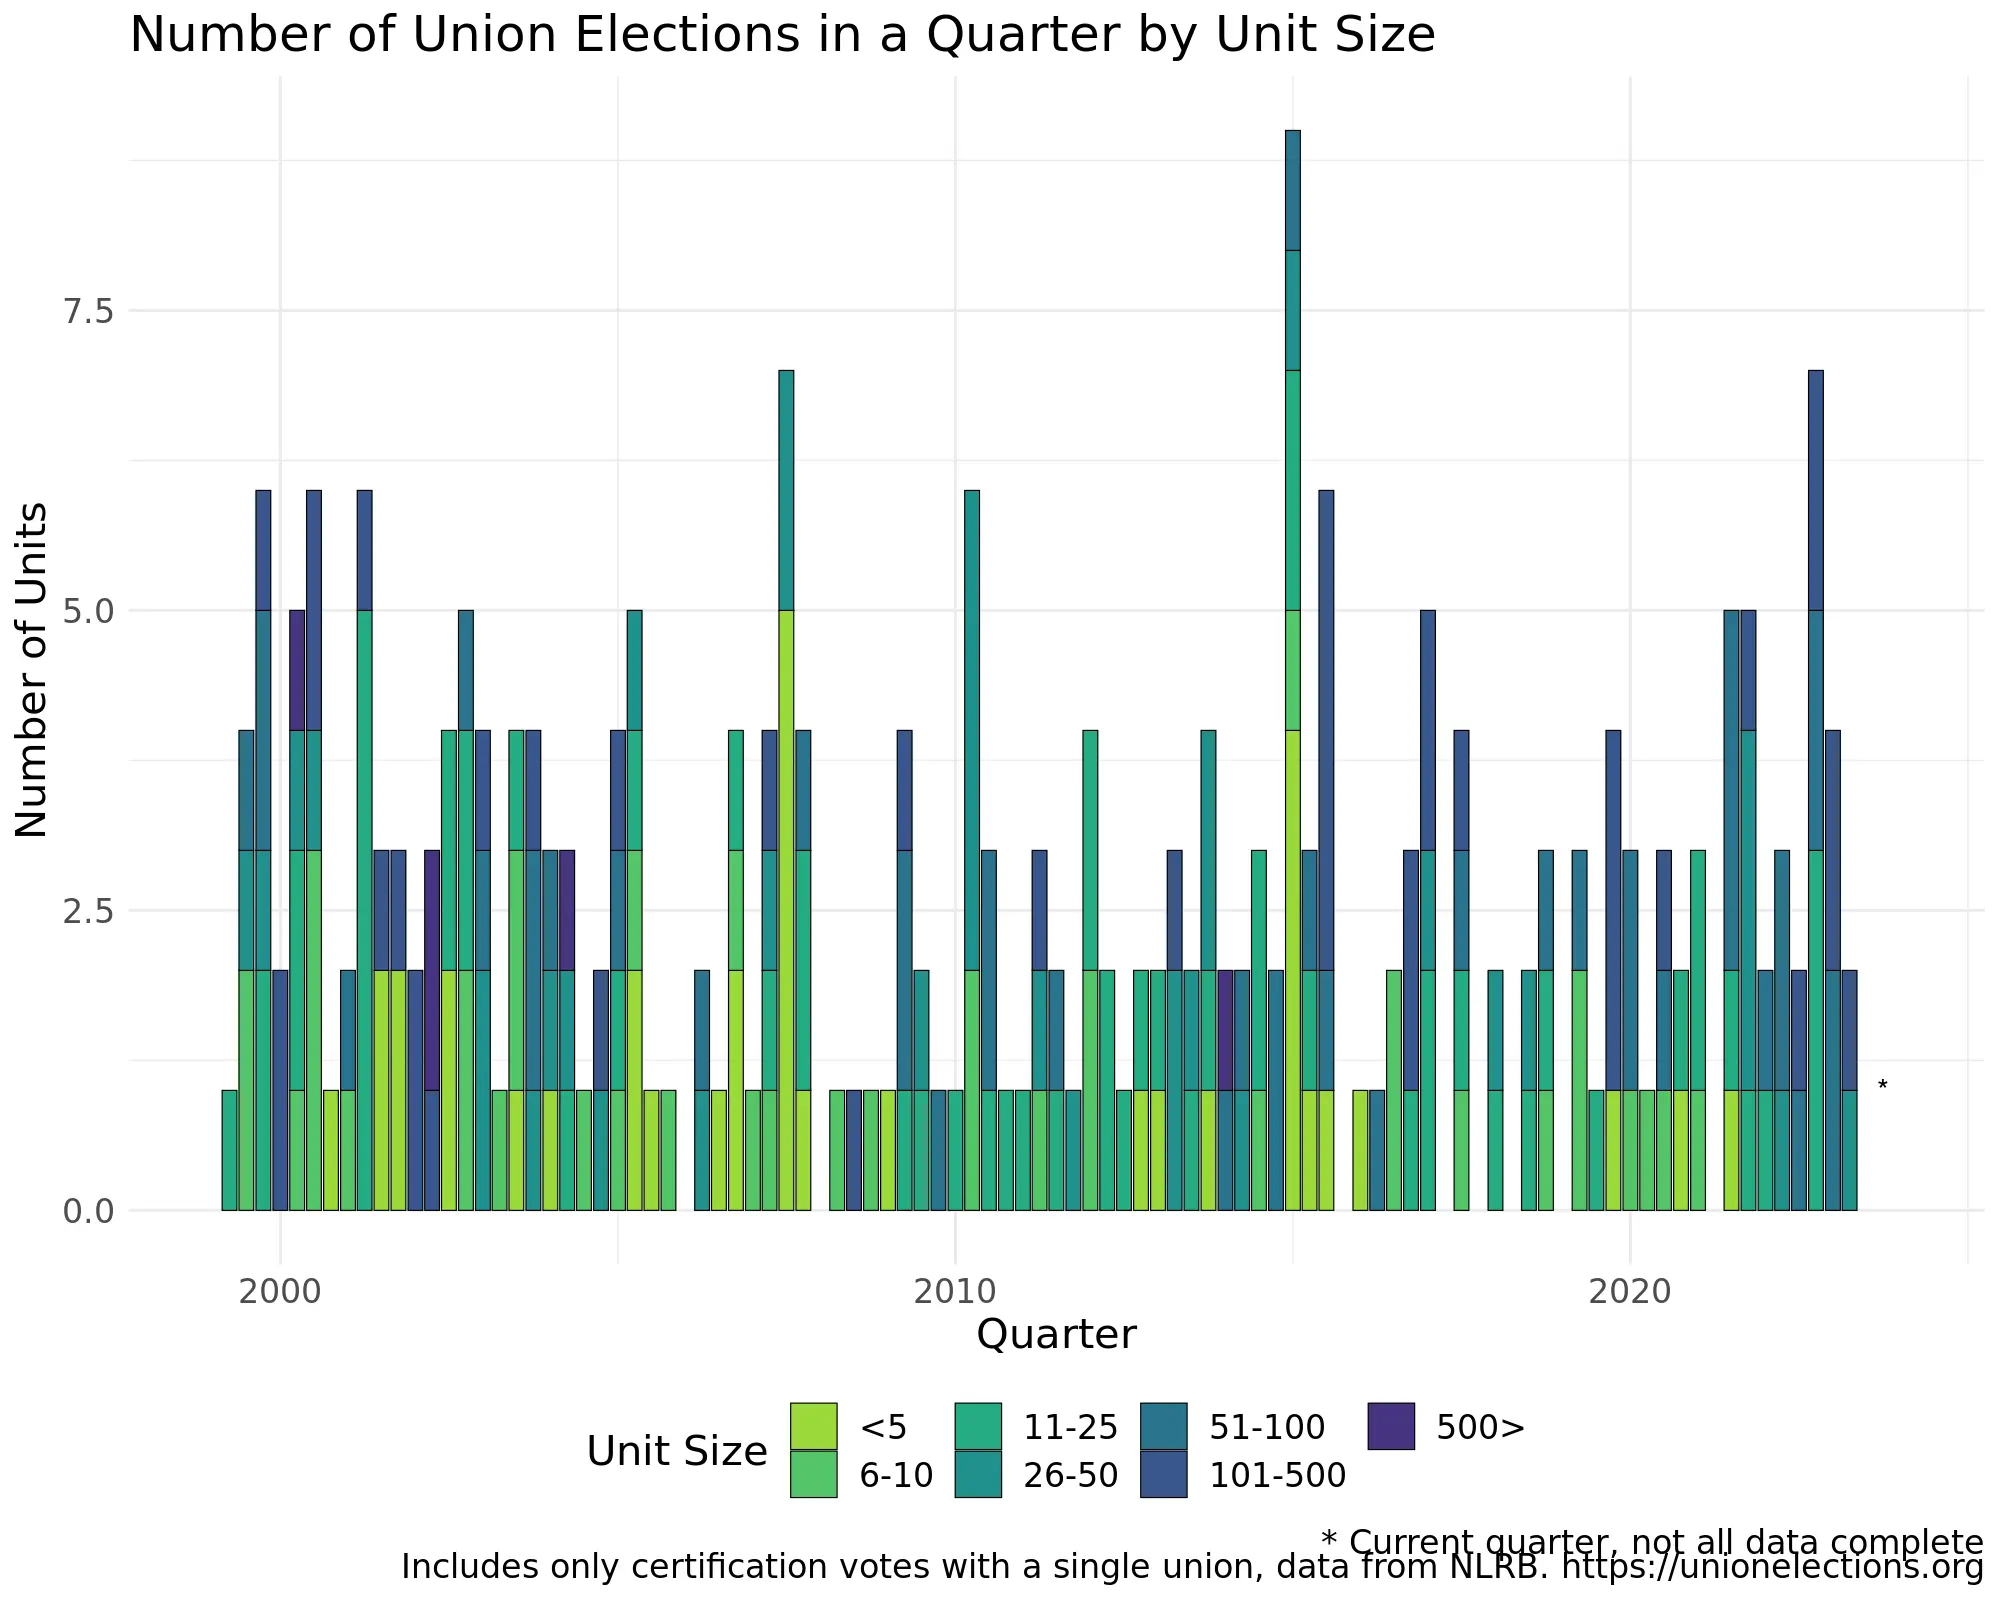 Number of Union Elections in a Quarter by Unit Size
Number of Units
7.5
5.0
2.5
0.0
*
2000 2010 2020
Quarter
Unit Size
<5 11-25 51-100 500>
6-10 26-50 101-500
* Current quarter, not all data complete
Includes only certification votes with a single union, data from NLRB. https://unionelections.org